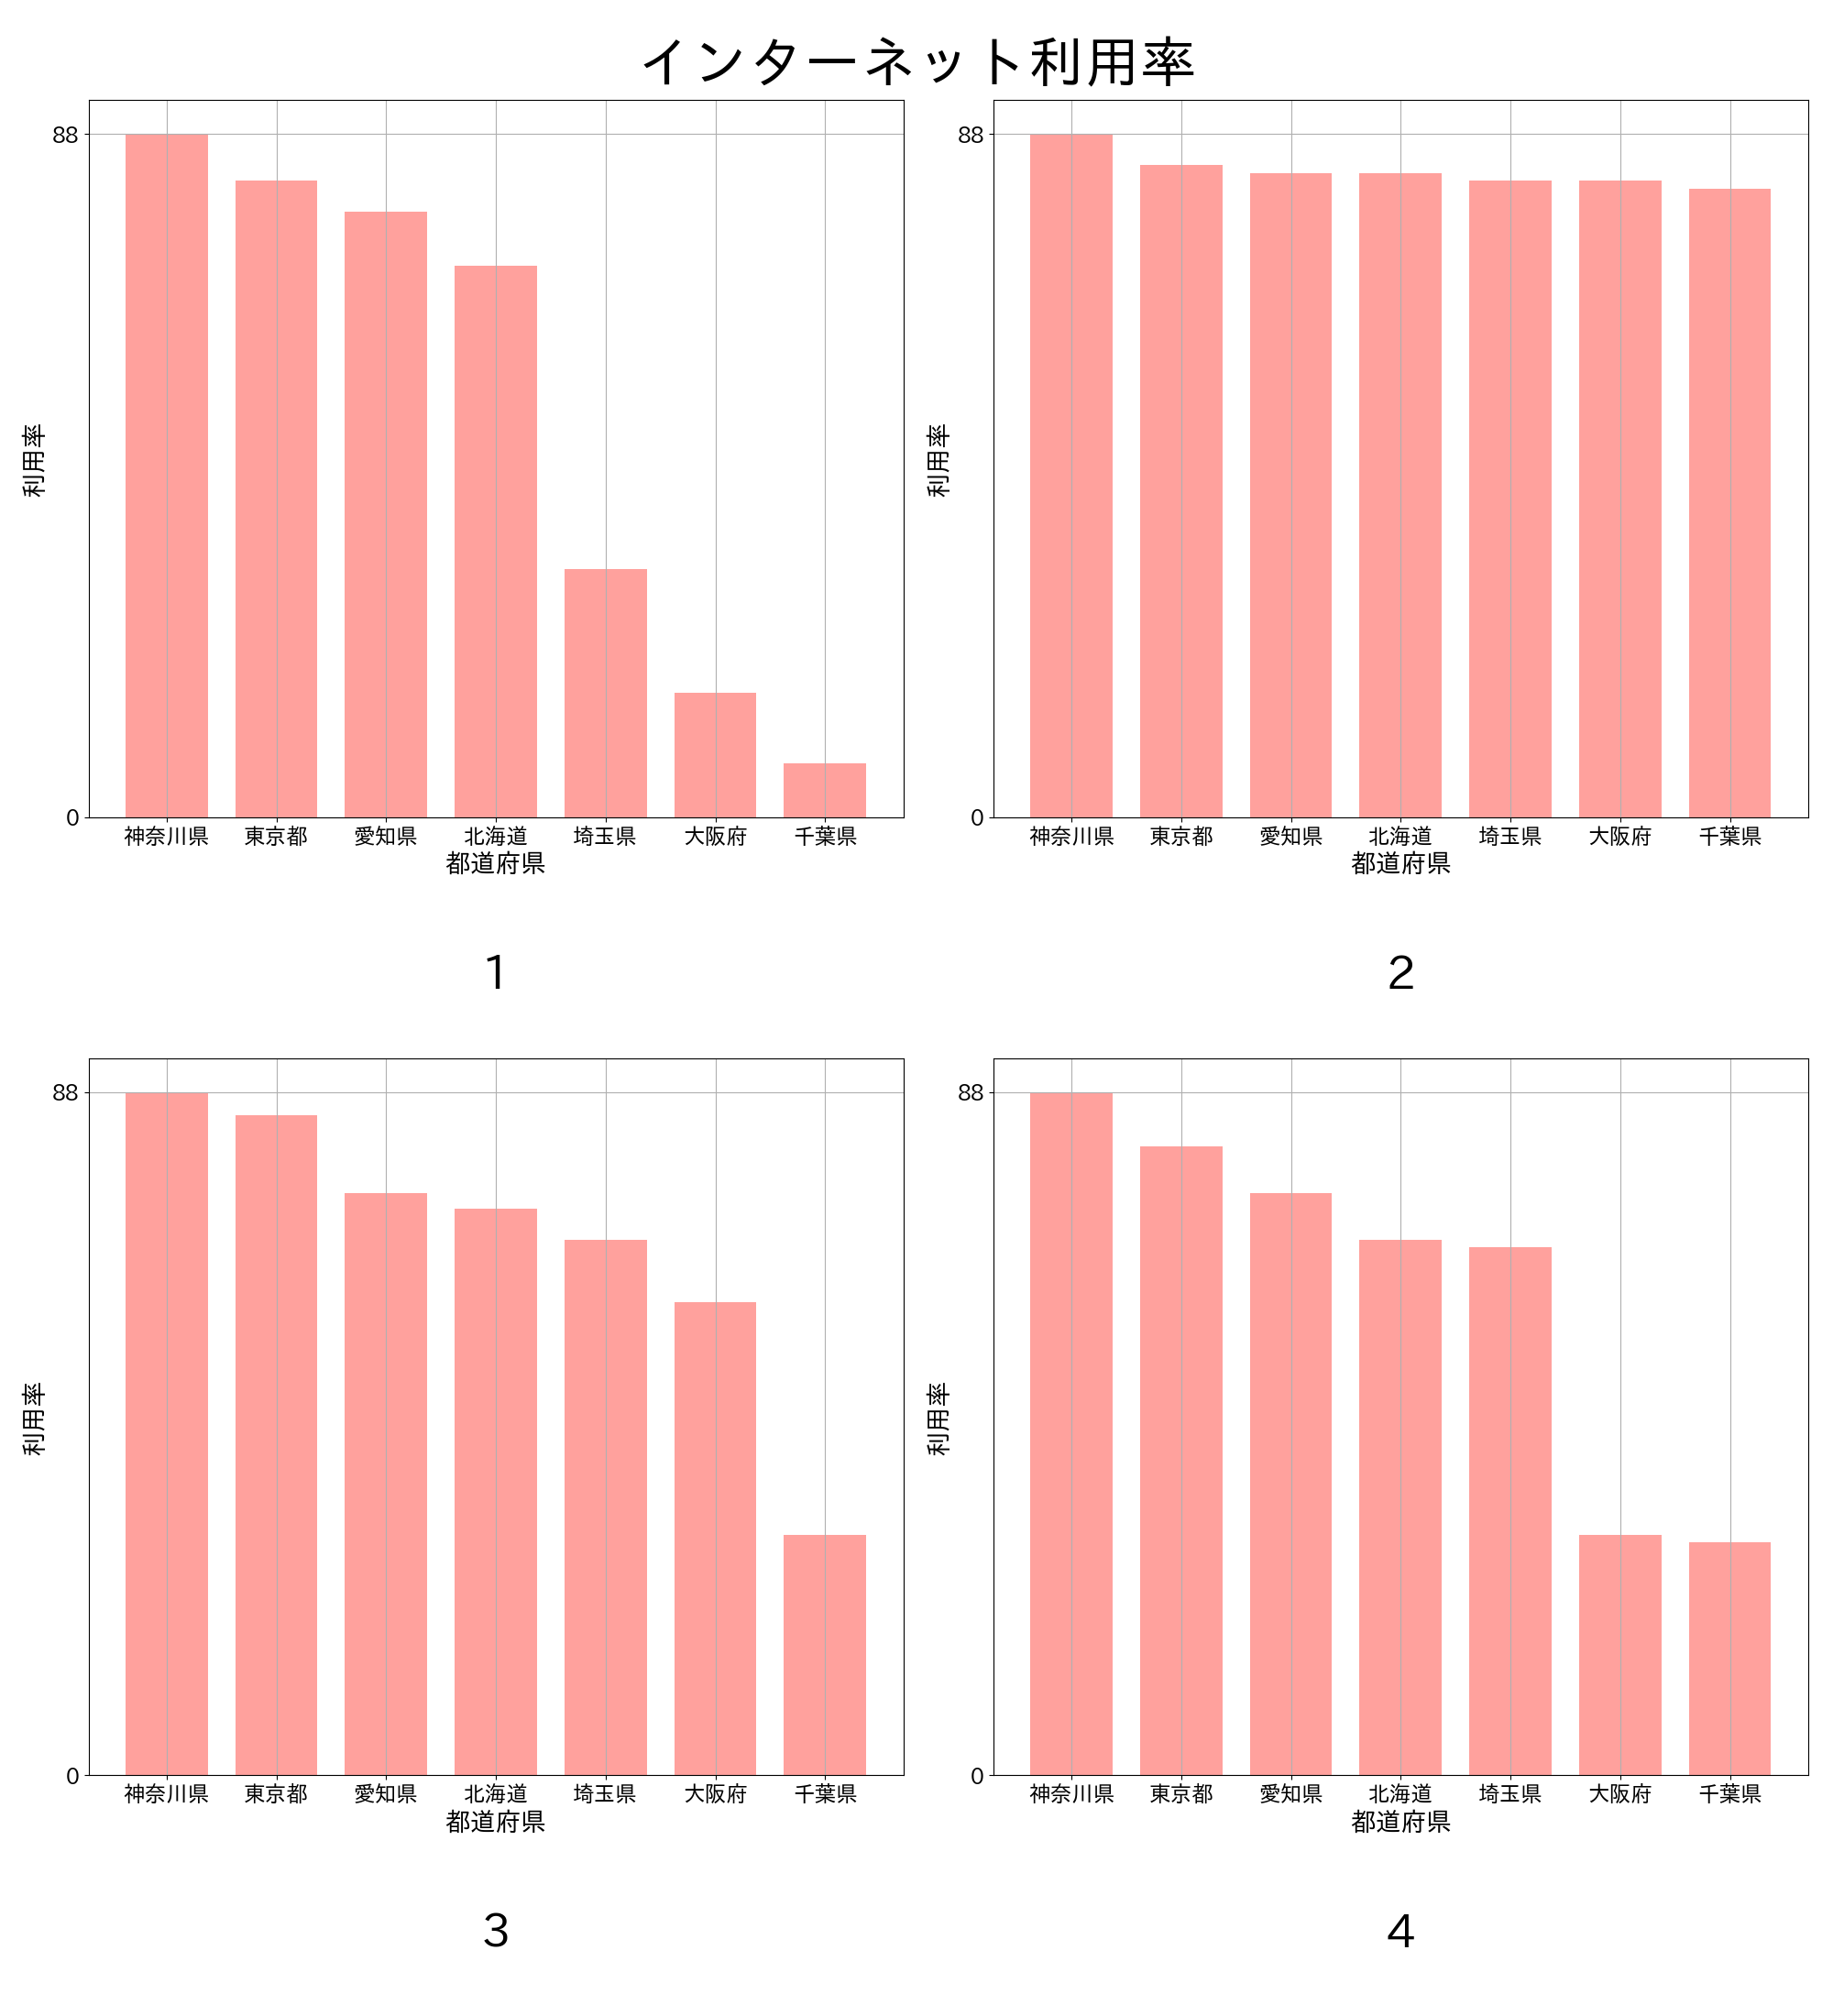 インターネット利用率
88
0
利用率
神奈川県 東京都 愛知県 北海道 埼玉県 大阪府 千葉県
都道府県
1
88
0
利用率
神奈川県 東京都 愛知県 北海道 埼玉県 大阪府 千葉県
都道府県
2
88
0
利用率
神奈川県 東京都 愛知県 北海道 埼玉県 大阪府 千葉県
都道府県
3
88
0
利用率
神奈川県 東京都 愛知県 北海道 埼玉県 大阪府 千葉県
都道府県
4